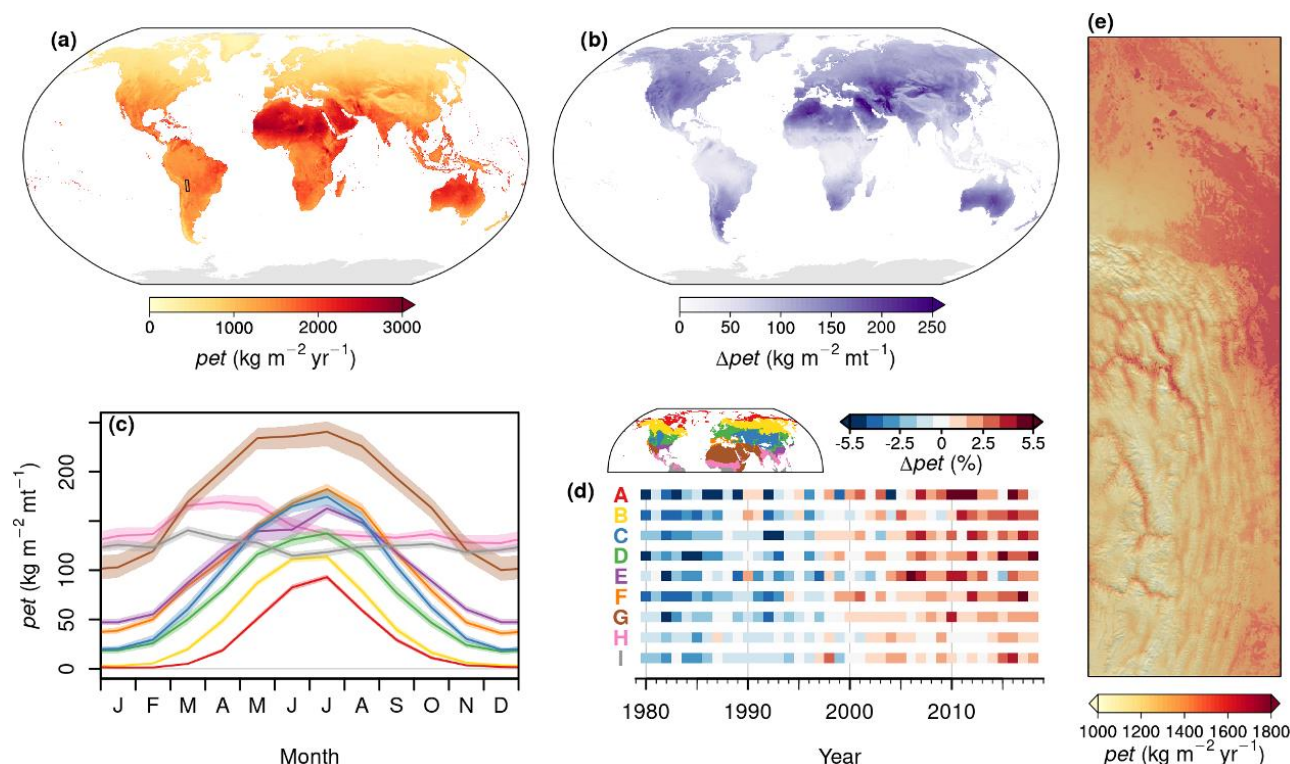 (a)
0 1000 2000 3000
pet (kg m⁻² yr⁻¹)
(b)
0 50 100 150 200 250
Δpet (kg m⁻² mt⁻¹)
(e)
1000 1200 1400 1600 1800
pet (kg m⁻² yr⁻¹)
(c)
200
100
50
0
pet (kg m⁻² mt⁻¹)
J F M A M J J A S O N D
Month
-5.5 -2.5 0 2.5 5.5
Δpet (%)
(d)
A
B
C
D
E
F
G
H
I
1980 1990 2000 2010
Year